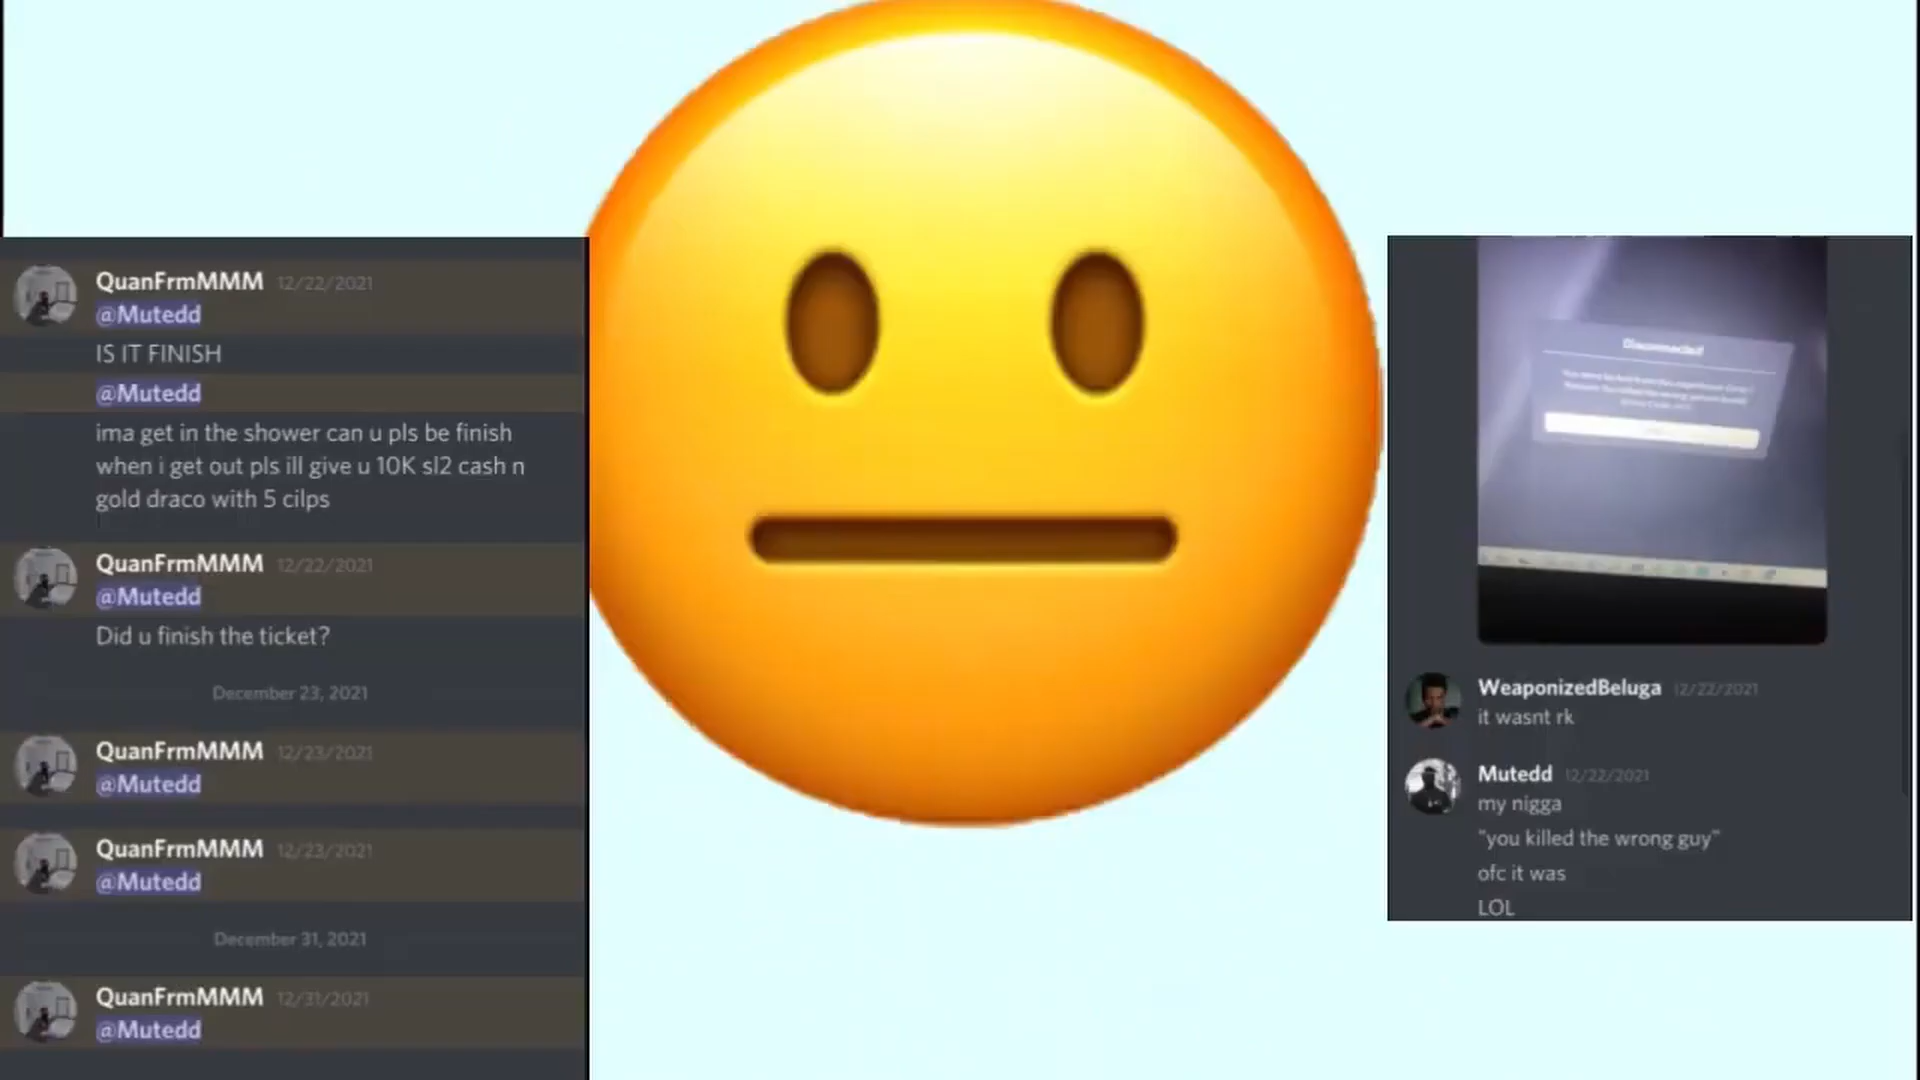 QuanFrmMMM 12/22/2021
@Mutedd
IS IT FINISH
@Mutedd
ima get in the shower can u pls be finish
when i get out pls ill give u 10K sl2 cash n
gold draco with 5 cilps
QuanFrmMMM 12/22/2021
@Mutedd
Did u finish the ticket?
December 23, 2021
QuanFrmMMM 12/23/2021
@Mutedd
QuanFrmMMM 12/23/2021
@Mutedd
December 31, 2021
QuanFrmMMM 12/31/2021
@Mutedd
Disconnected
WeaponizedBeluga 12/22/2021
it wasnt rk
Mutedd 12/22/2021
my nigga
"you killed the wrong guy"
ofc it was
LOL